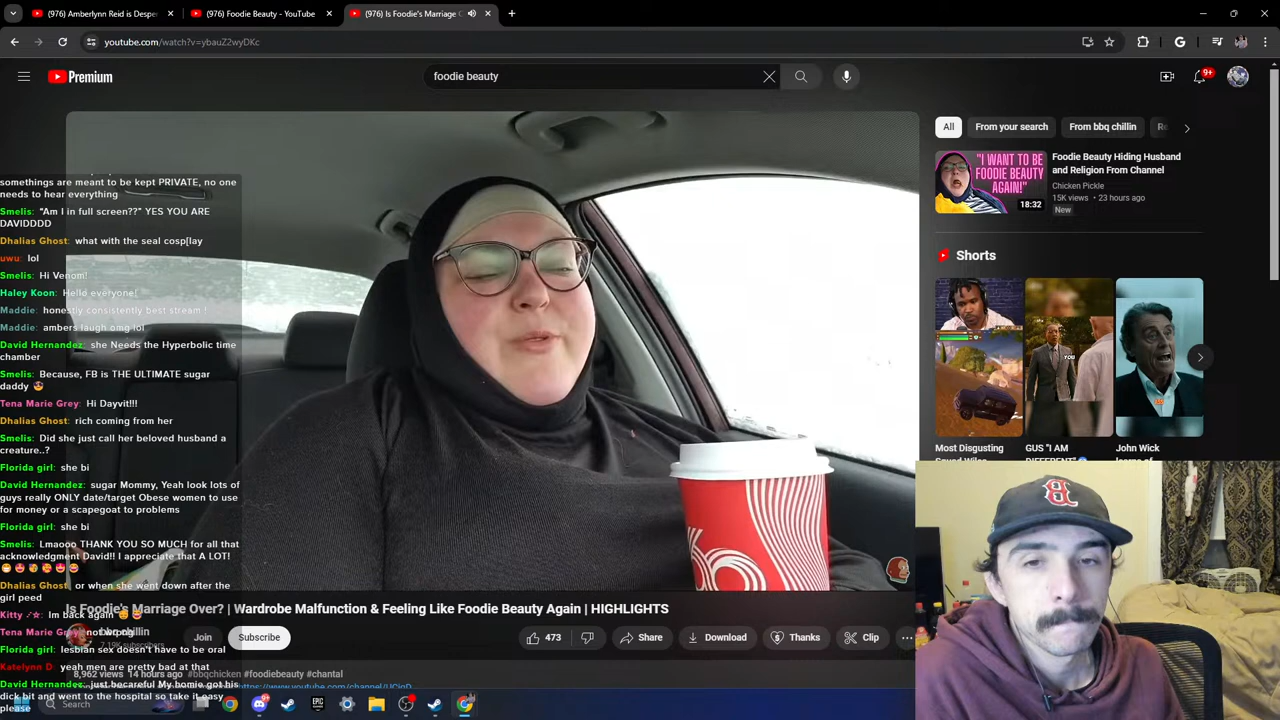 (976) Amberlynn Reid is Despe
(976) Foodie Beauty - YouTube
(976) Is Foodie's Marriage O
youtube.com/watch?v=ybauZ2wyDKc
Premium
foodie beauty
9+
All
From your search
From bbq chillin
Re
"I WANT TO BE
FOODIE BEAUTY
AGAIN!"
18:32
Foodie Beauty Hiding Husband
and Religion From Channel
Chicken Pickle
15K views • 23 hours ago
New
Shorts
YOU
Most Disgusting
GUS "I AM
John Wick
somethings are meant to be kept PRIVATE, no one
needs to hear everything
Smelis: "Am I in full screen??" YES YOU ARE
DAVIDDDD
Dhalias Ghost: what with the seal cosp[lay
uwu: lol
Smelis: Hi Venom!
Haley Koon: Hello everyone!
Maddie: honestly consistently best stream !
Maddie: ambers laugh omg lol
David Hernandez: she Needs the Hyperbolic time
chamber
Smelis: Because, FB is THE ULTIMATE sugar
daddy
Tena Marie Grey: Hi Dayvit!!!
Dhalias Ghost: rich coming from her
Smelis: Did she just call her beloved husband a
creature..?
Florida girl: she bi
David Hernandez: sugar Mommy, Yeah look lots of
guys really ONLY date/target Obese women to use
for money or a scapegoat to problems
Florida girl: she bi
Smelis: Lmaooo THANK YOU SO MUCH for all that
acknowledgment David!! I appreciate that A LOT!
Dhalias Ghost: or when she went down after the
girl peed
Kitty: Im back again
Tena Marie Grey: not wrong
Florida girl: lesbian sex doesn't have to be oral
Katelynn D: yeah men are pretty bad at that
David Hernandez: just becareful My homie got his
dick bit and went to the hospital so take it easy
please
Is Foodie's Marriage Over? | Wardrobe Malfunction & Feeling Like Foodie Beauty Again | HIGHLIGHTS
bbq chillin
Join
Subscribe
473
Share
Download
Thanks
Clip
8,962 views 14 hours ago #bbqchicken #foodiebeauty #chantal
Search
EPIC
B